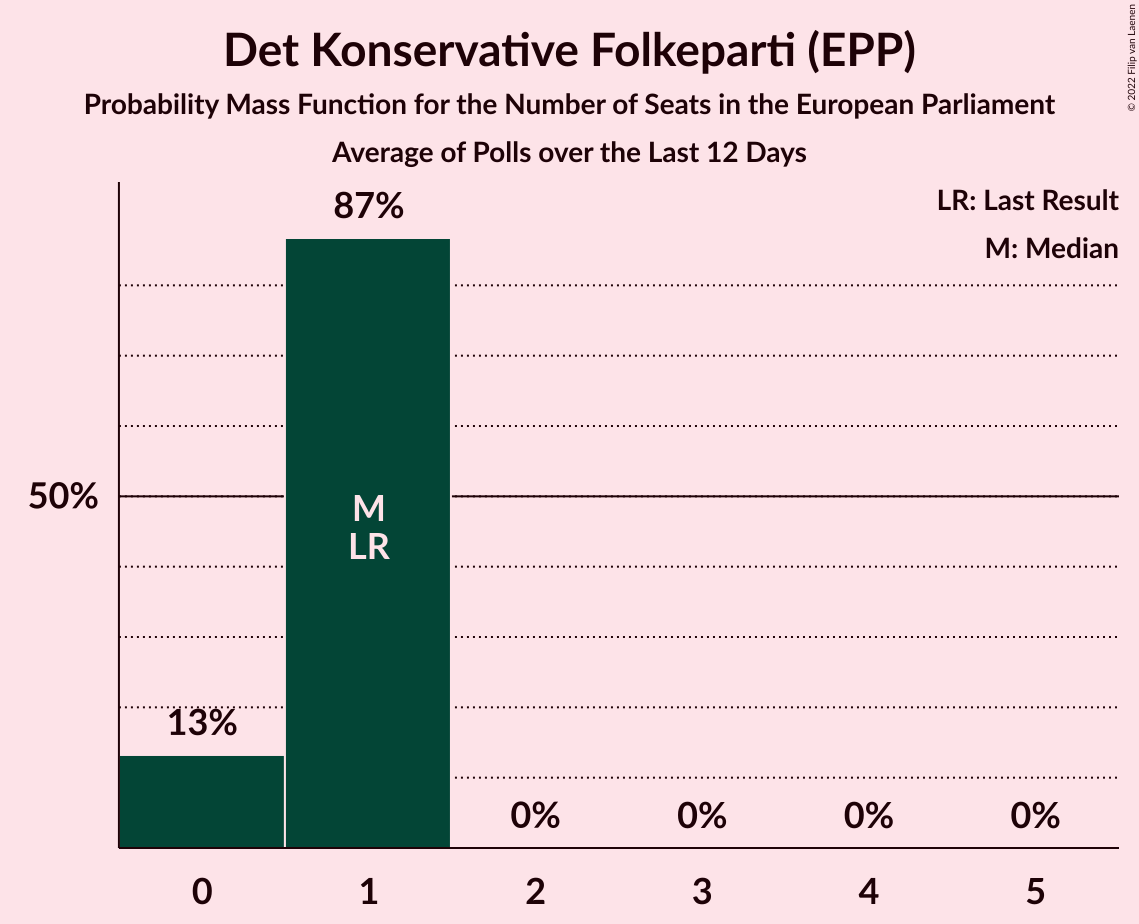 Det Konservative Folkeparti (EPP)
Probability Mass Function for the Number of Seats in the European Parliament
Average of Polls over the Last 12 Days
© 2022 Filip van Laenen
LR: Last Result
M: Median
87%
50%
M
LR
13%
0%
0%
0%
0%
0
1
2
3
4
5